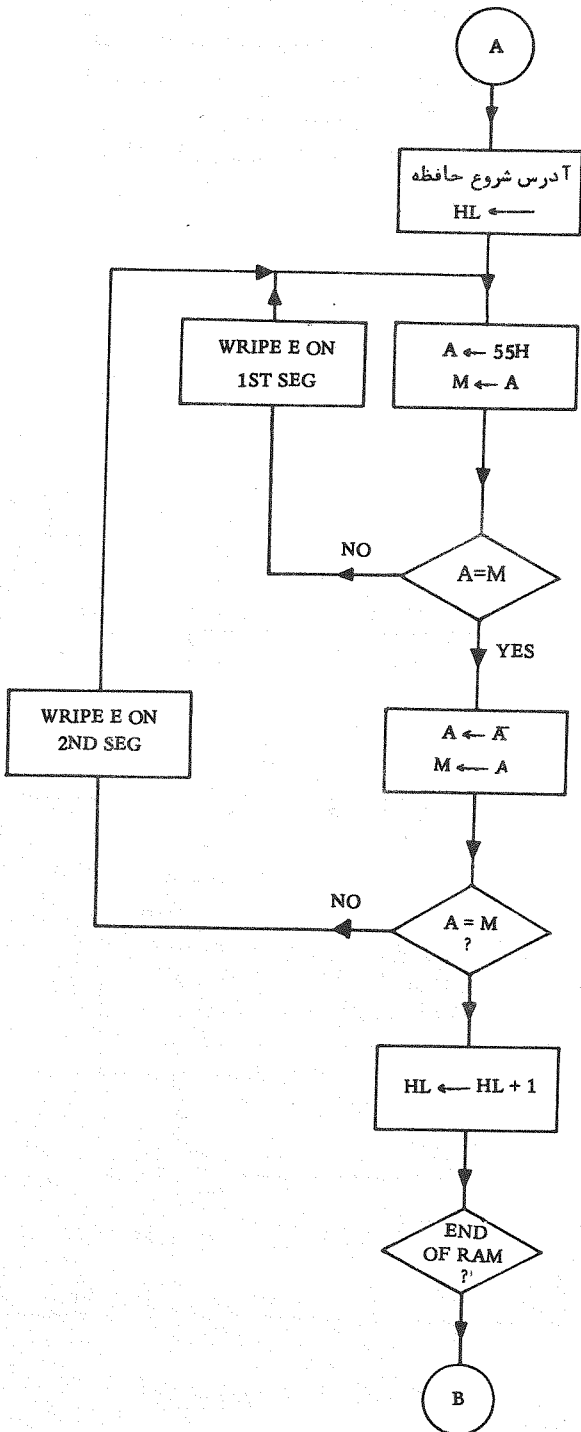 A
آدرس شروع حافظه
HL ←
WRIPE E ON
1ST SEG
A ← 55H
M ← A
NO
A=M
YES
WRIPE E ON
2ND SEG
A ← A̅
M ← A
NO
A = M
?
HL ← HL + 1
END
OF RAM
?
B